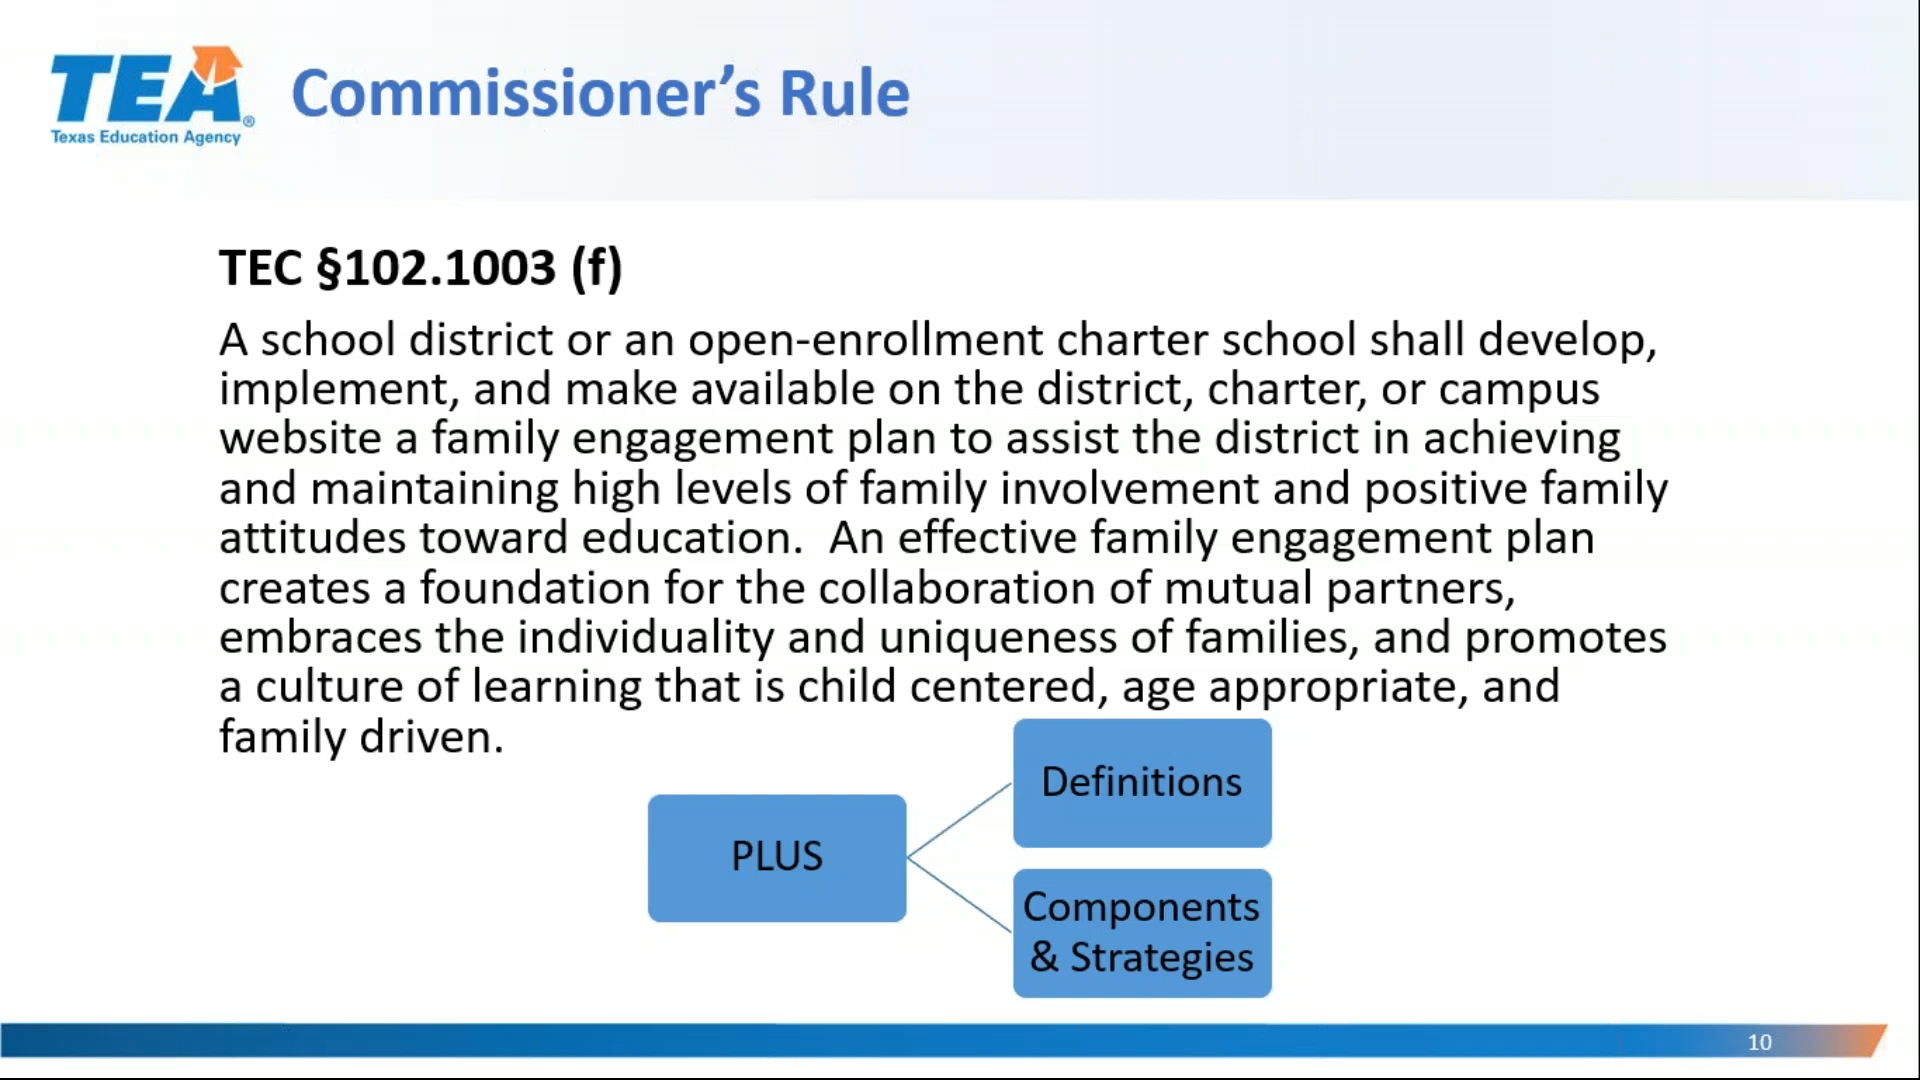 TEA®
Texas Education Agency
Commissioner’s Rule
TEC §102.1003 (f)
A school district or an open-enrollment charter school shall develop,
implement, and make available on the district, charter, or campus
website a family engagement plan to assist the district in achieving
and maintaining high levels of family involvement and positive family
attitudes toward education.  An effective family engagement plan
creates a foundation for the collaboration of mutual partners,
embraces the individuality and uniqueness of families, and promotes
a culture of learning that is child centered, age appropriate, and
family driven.
PLUS
Definitions
Components
& Strategies
10